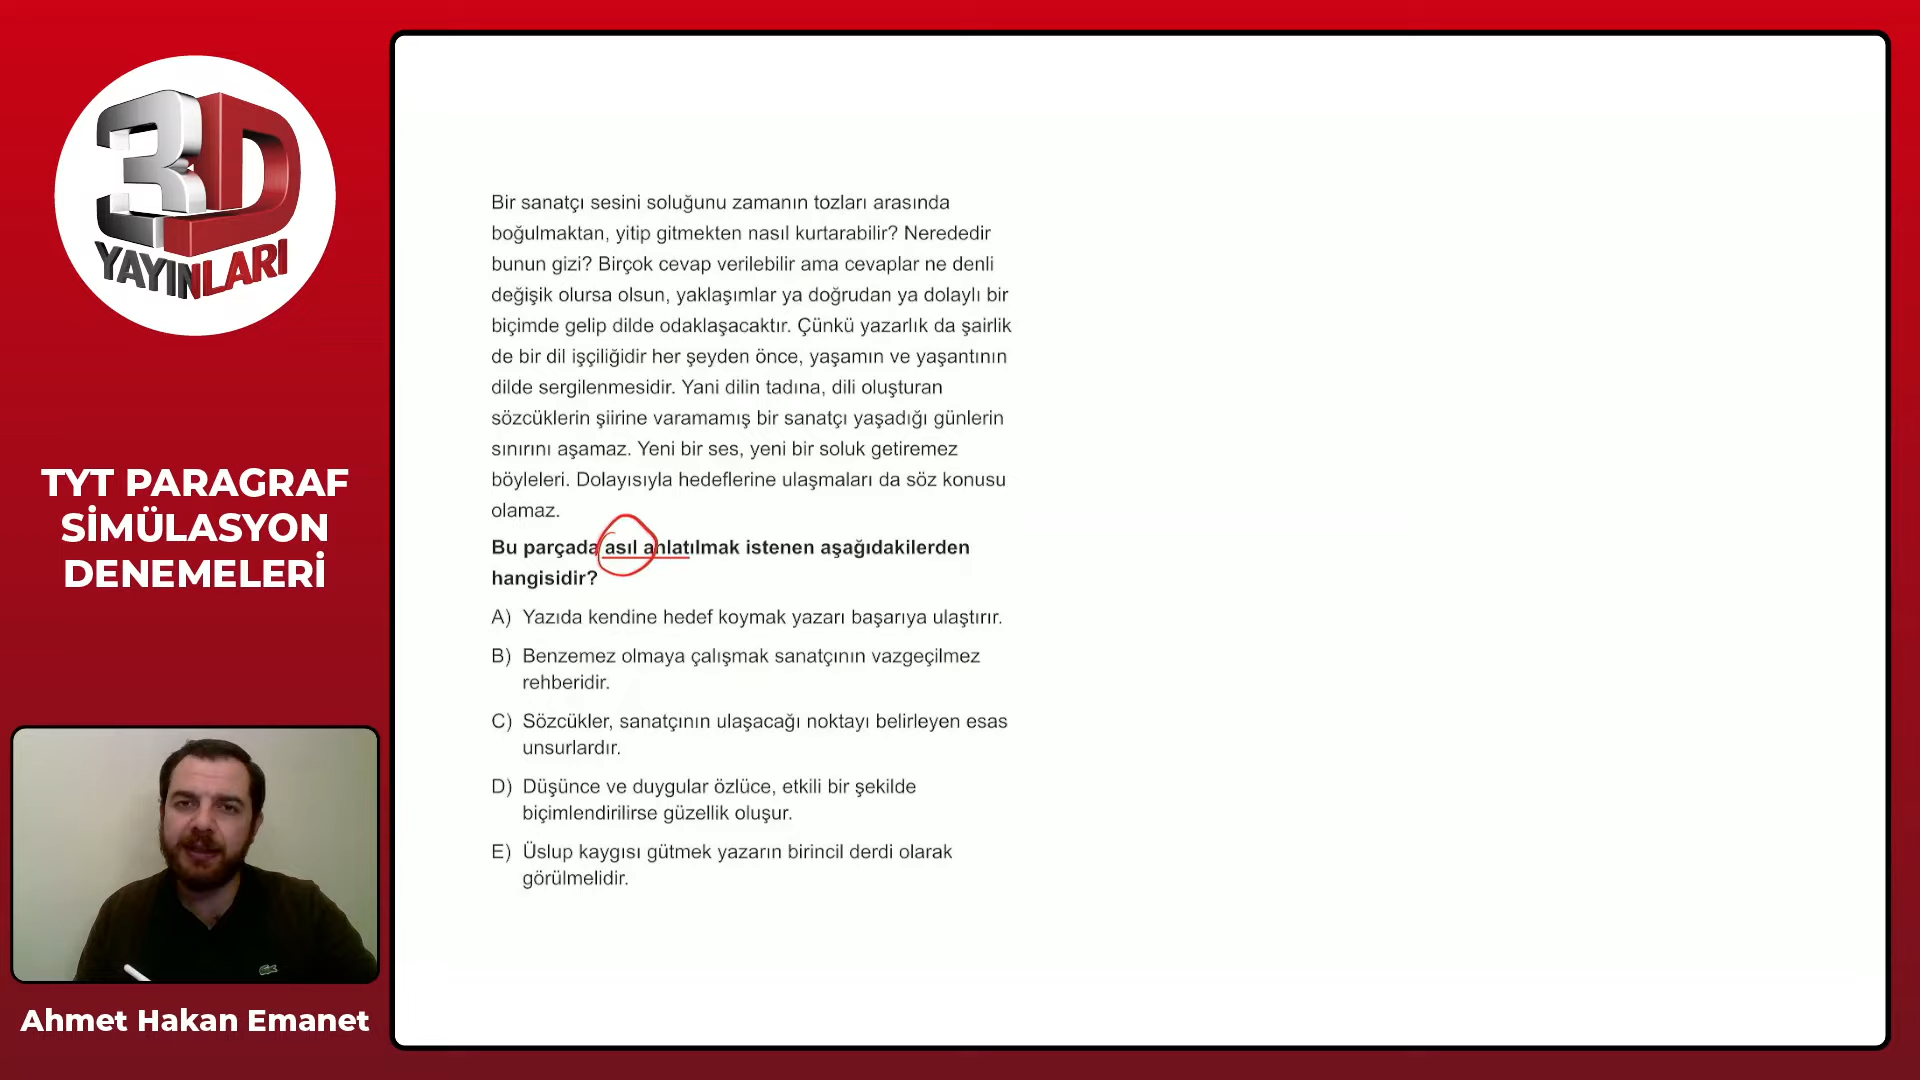 3D
YAYINLARI
TYT PARAGRAF
SİMÜLASYON
DENEMELERİ
Ahmet Hakan Emanet
Bir sanatçı sesini soluğunu zamanın tozları arasında
boğulmaktan, yitip gitmekten nasıl kurtarabilir? Nerededir
bunun gizi? Birçok cevap verilebilir ama cevaplar ne denli
değişik olursa olsun, yaklaşımlar ya doğrudan ya dolaylı bir
biçimde gelip dilde odaklaşacaktır. Çünkü yazarlık da şairlik
de bir dil işçiliğidir her şeyden önce, yaşamın ve yaşantının
dilde sergilenmesidir. Yani dilin tadına, dili oluşturan
sözcüklerin şiirine varamamış bir sanatçı yaşadığı günlerin
sınırını aşamaz. Yeni bir ses, yeni bir soluk getiremez
böyleleri. Dolayısıyla hedeflerine ulaşmaları da söz konusu
olamaz.
Bu parçada asıl anlatılmak istenen aşağıdakilerden
hangisidir?
A) Yazıda kendine hedef koymak yazarı başarıya ulaştırır.
B) Benzemez olmaya çalışmak sanatçının vazgeçilmez
rehberidir.
C) Sözcükler, sanatçının ulaşacağı noktayı belirleyen esas
unsurlardır.
D) Düşünce ve duygular özlüce, etkili bir şekilde
biçimlendirilirse güzellik oluşur.
E) Üslup kaygısı gütmek yazarın birincil derdi olarak
görülmelidir.